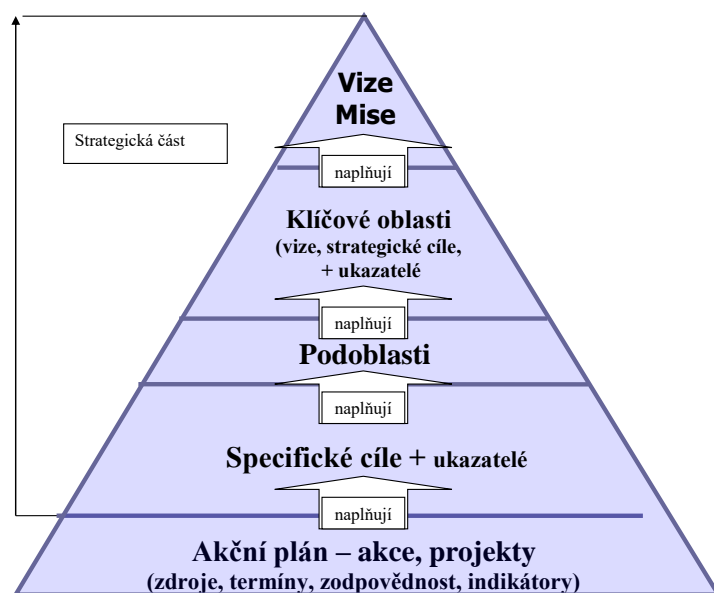 Vize
Mise
Strategická část
naplňují
Klíčové oblasti
(vize, strategické cíle,
+ ukazatelé
naplňují
Podoblasti
naplňují
Specifické cíle + ukazatelé
naplňují
Akční plán – akce, projekty
(zdroje, termíny, zodpovědnost, indikátory)